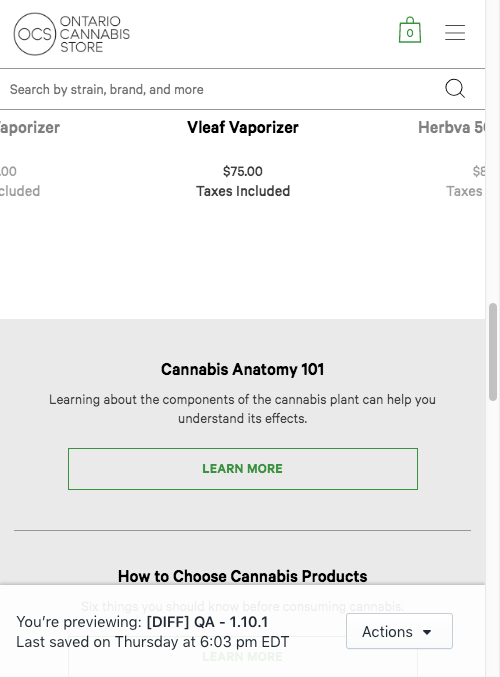 OCS
ONTARIO
CANNABIS
STORE
0
Search by strain, brand, and more
aporizer
Vleaf Vaporizer
Herbva 5
.00
$75.00
$8
cluded
Taxes Included
Taxes
Cannabis Anatomy 101
Learning about the components of the cannabis plant can help you
understand its effects.
LEARN MORE
How to Choose Cannabis Products
Six things you should know before consuming cannabis.
You're previewing: [DIFF] QA - 1.10.1
Last saved on Thursday at 6:03 pm EDT
Actions
LEARN MORE